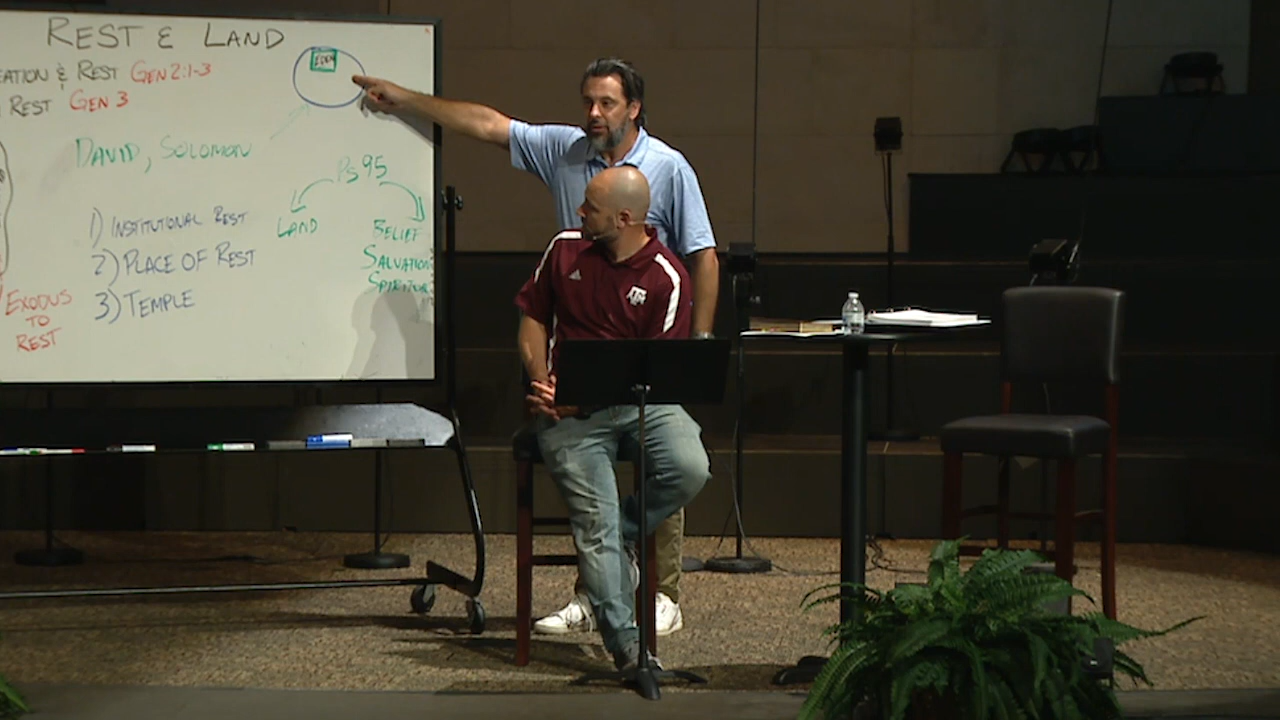 REST & LAND
EATION & REST GEN 2:1-3
REST GEN 3
EDEN
DAVID, SOLOMON
PS 95
LAND
BELIEF
SALVATION
1) INSTITUTIONAL REST
2) PLACE OF REST
3) TEMPLE
EXODUS
TO
REST
ATM